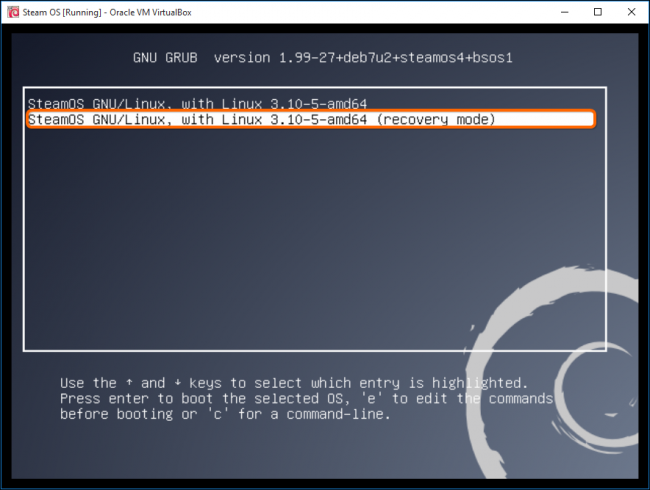 Steam OS [Running] - Oracle VM VirtualBox
GNU GRUB version 1.99-27+deb7u2+steamos4+bsos1
SteamOS GNU/Linux, with Linux 3.10-5-amd64
SteamOS GNU/Linux, with Linux 3.10-5-amd64 (recovery mode)
Use the ↑ and ↓ keys to select which entry is highlighted.
Press enter to boot the selected OS, 'e' to edit the commands
before booting or 'c' for a command-line.